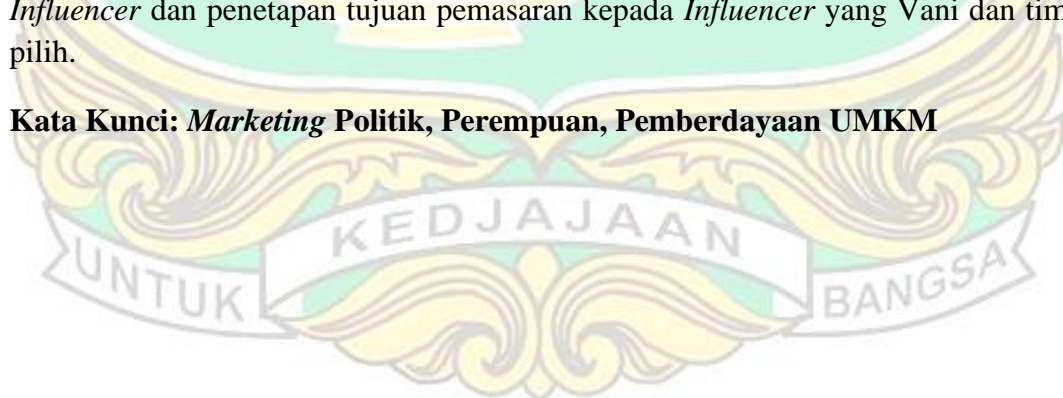 Influencer dan penetapan tujuan pemasaran kepada Influencer yang Vani dan tim
pilih.
Kata Kunci: Marketing Politik, Perempuan, Pemberdayaan UMKM
UNTUK KEDJAJAAN BANGSA